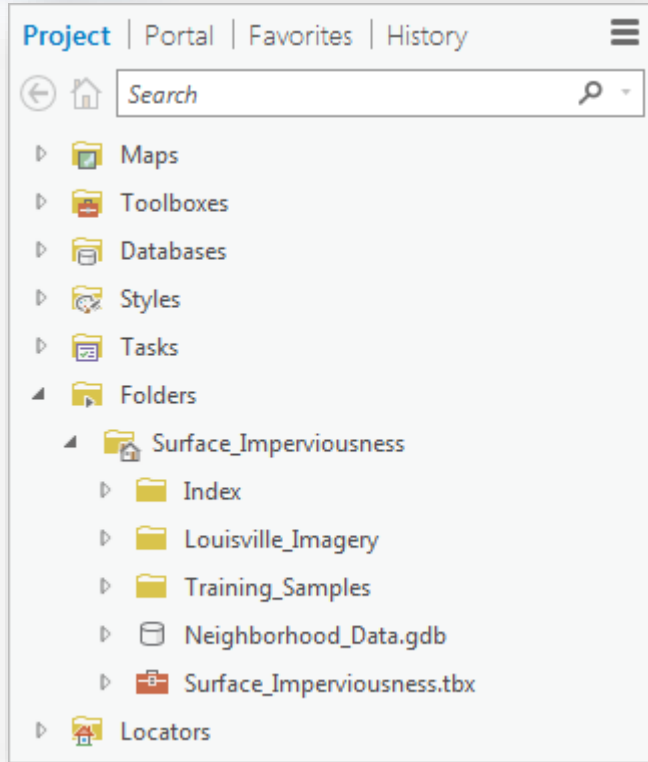 Project | Portal | Favorites | History
Search
Maps
Toolboxes
Databases
Styles
Tasks
Folders
Surface_Imperviousness
Index
Louisville_Imagery
Training_Samples
Neighborhood_Data.gdb
Surface_Imperviousness.tbx
Locators